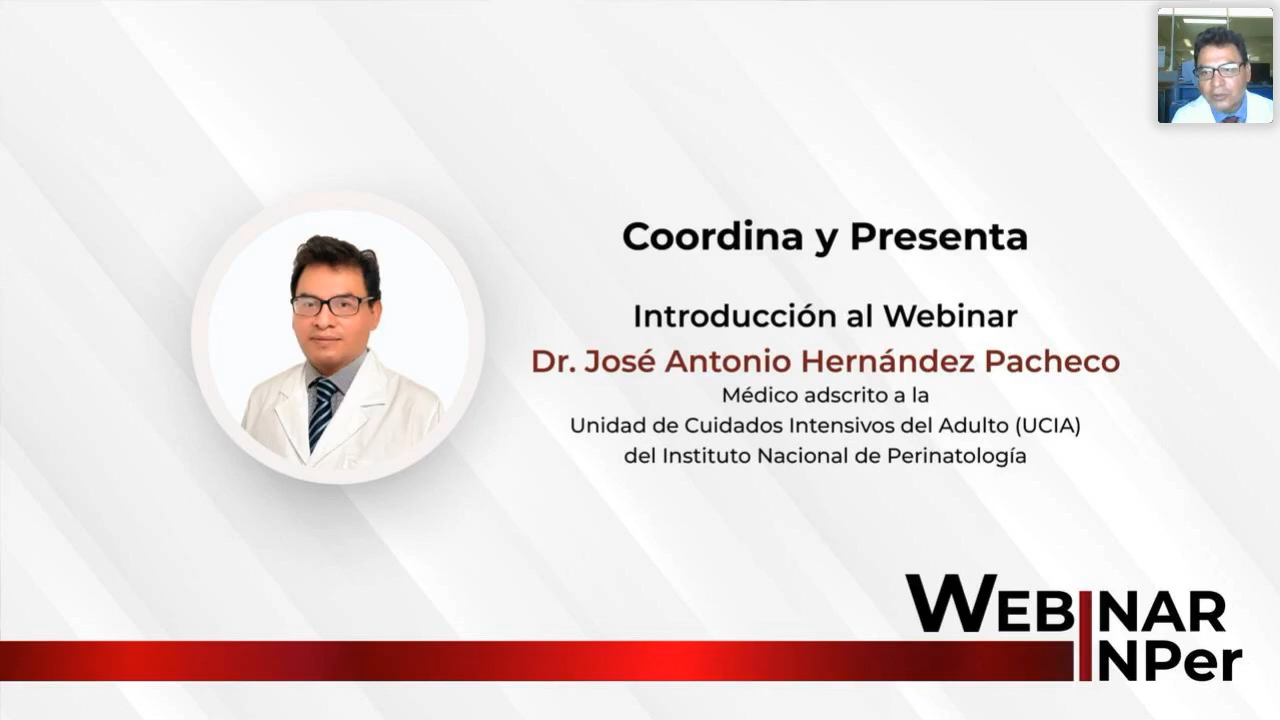 Coordina y Presenta
Introducción al Webinar
Dr. José Antonio Hernández Pacheco
Médico adscrito a la
Unidad de Cuidados Intensivos del Adulto (UCIA)
del Instituto Nacional de Perinatología
WEBINAR
INPer